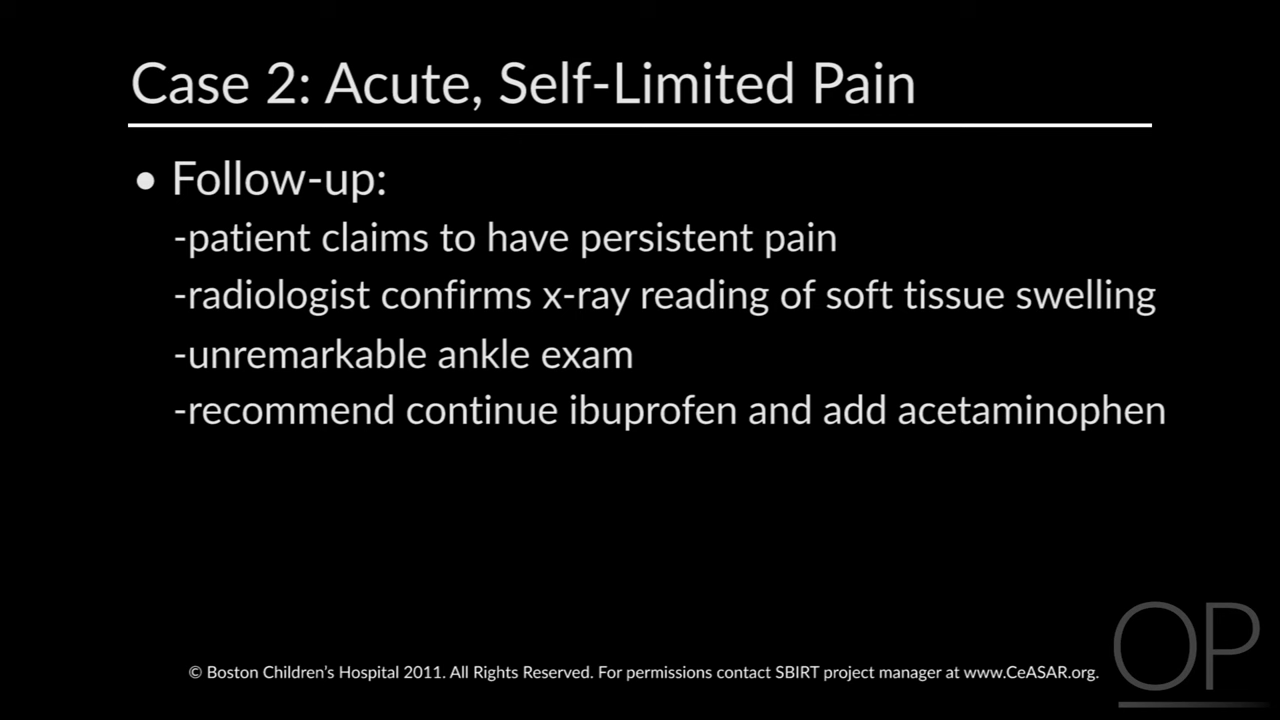 Case 2: Acute, Self-Limited Pain
• Follow-up:
-patient claims to have persistent pain
-radiologist confirms x-ray reading of soft tissue swelling
-unremarkable ankle exam
-recommend continue ibuprofen and add acetaminophen
© Boston Children's Hospital 2011. All Rights Reserved. For permissions contact SBIRT project manager at www.CeASAR.org.
OP